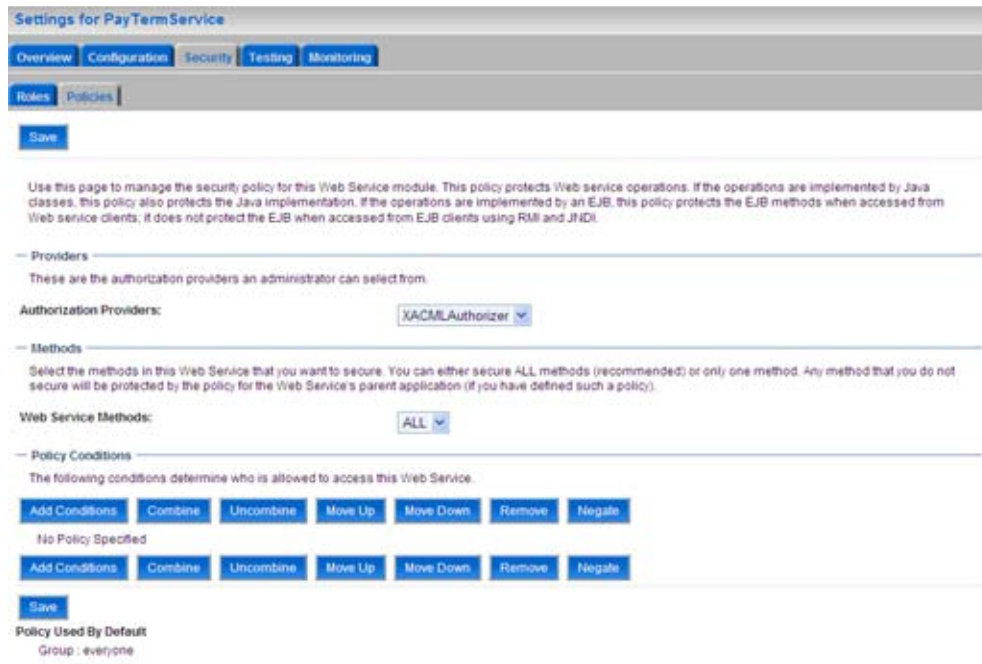 Settings for PayTermService
Overview Configuration Security Testing Monitoring
Roles Policies
Save
Use this page to manage the security policy for this Web Service module. This policy protects Web service operations. If the operations are implemented by Java
classes, this policy also protects the Java implementation. If the operations are implemented by an EJB, this policy protects the EJB methods when accessed from
Web service clients; it does not protect the EJB when accessed from EJB clients using RMI and JNDI.
Providers
These are the authorization providers an administrator can select from.
Authorization Providers: XACMLAuthorizer
Methods
Select the methods in this Web Service that you want to secure. You can either secure ALL methods (recommended) or only one method. Any method that you do not
secure will be protected by the policy for the Web Service's parent application (if you have defined such a policy).
Web Service Methods: ALL
Policy Conditions
The following conditions determine who is allowed to access this Web Service.
Add Conditions Combine Uncombine Move Up Move Down Remove Negate
No Policy Specified
Add Conditions Combine Uncombine Move Up Move Down Remove Negate
Save
Policy Used By Default
Group : everyone